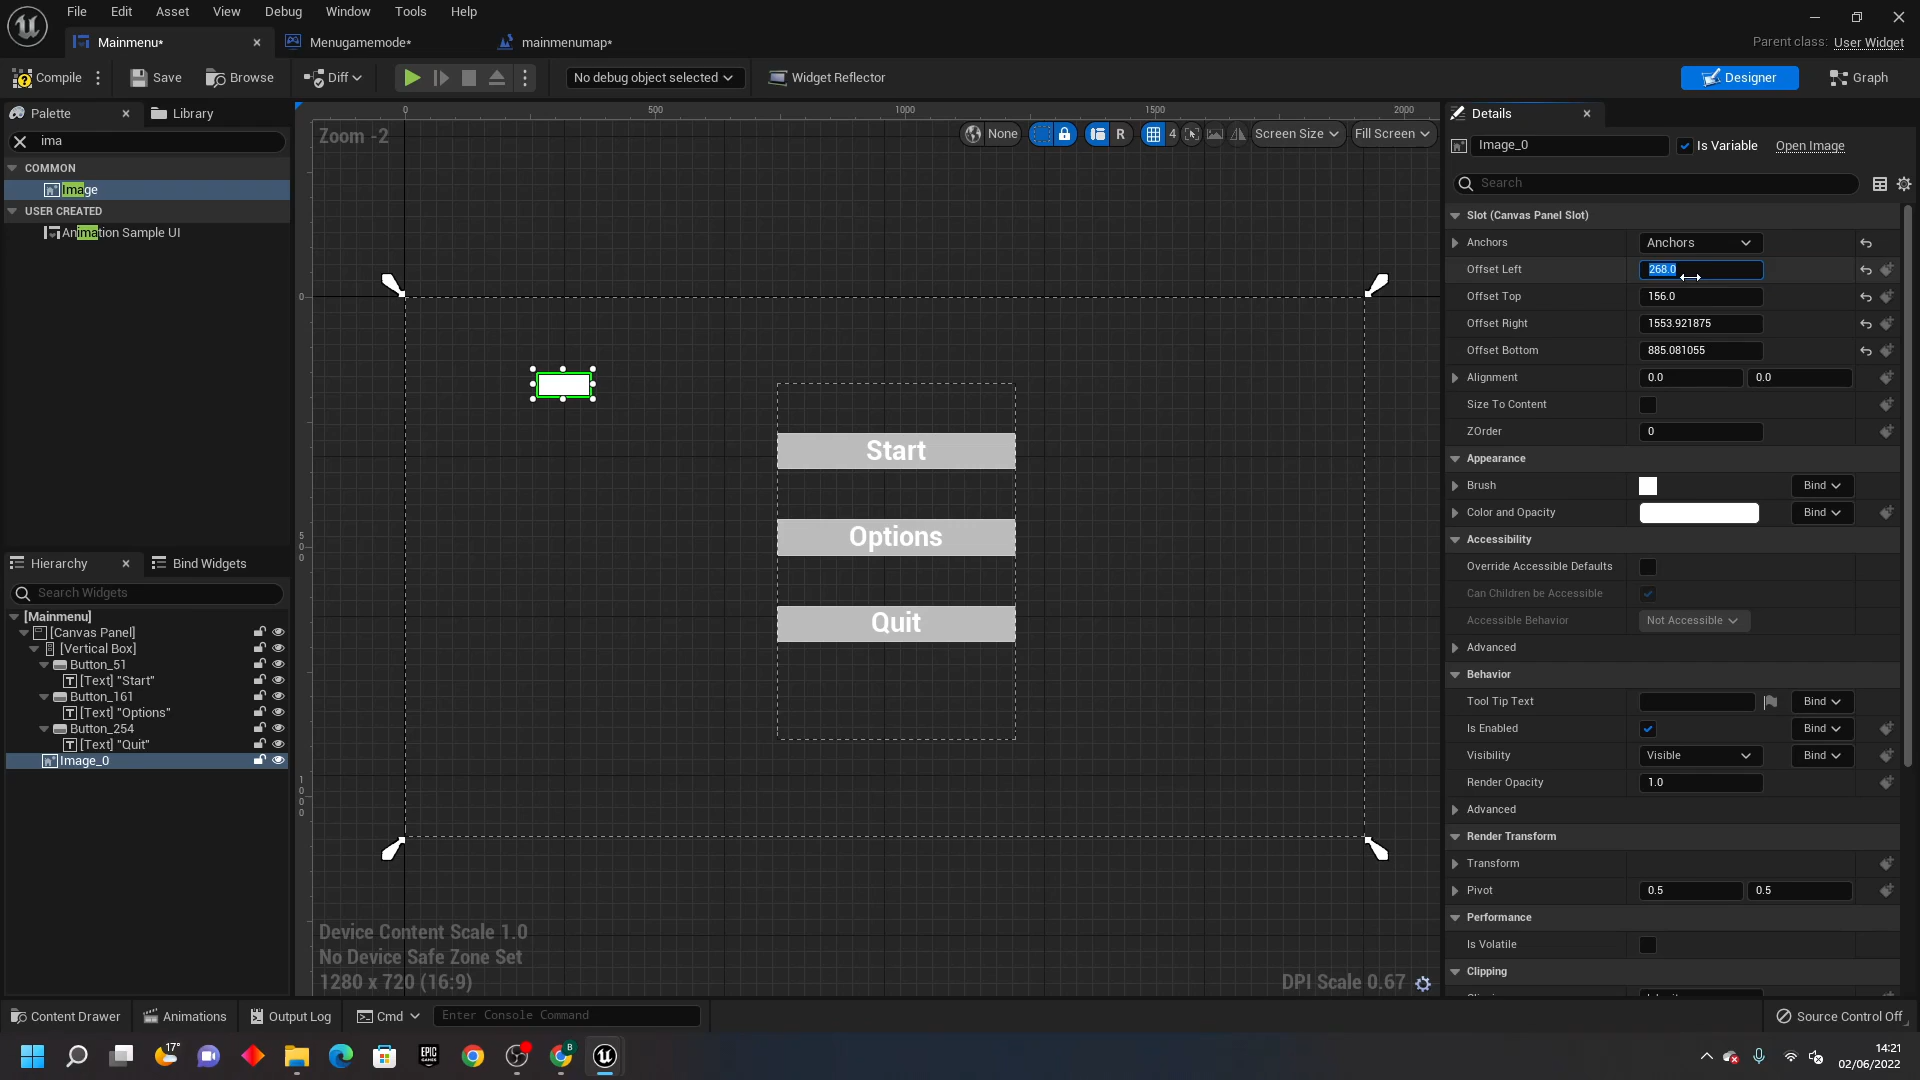 File Edit Asset View Debug Window Tools Help
Mainmenu* Menugamemode* mainmenumap*
Parent class: User Widget
Compile Save Browse Diff No debug object selected Widget Reflector Designer Graph
Palette Library
ima
COMMON
Image
USER CREATED
Animation Sample UI
Hierarchy Bind Widgets
Search Widgets
[Mainmenu]
[Canvas Panel]
[Vertical Box]
Button_51
[Text] "Start"
Button_161
[Text] "Options"
Button_254
[Text] "Quit"
Image_0
0 500 1000 1500 2000
Zoom -2
None R 4 Screen Size Fill Screen
0
500
1000
Start
Options
Quit
Device Content Scale 1.0
No Device Safe Zone Set
1280 x 720 (16:9)
DPI Scale 0.67
Details
Image_0 Is Variable Open Image
Search
Slot (Canvas Panel Slot)
Anchors Anchors
Offset Left 268.0
Offset Top 156.0
Offset Right 1553.921875
Offset Bottom 885.081055
Alignment 0.0 0.0
Size To Content
ZOrder 0
Appearance
Brush Bind
Color and Opacity Bind
Accessibility
Override Accessible Defaults
Can Children be Accessible
Accessible Behavior Not Accessible
Advanced
Behavior
Tool Tip Text Bind
Is Enabled Bind
Visibility Visible Bind
Render Opacity 1.0
Advanced
Render Transform
Transform
Pivot 0.5 0.5
Performance
Is Volatile
Clipping
Content Drawer Animations Output Log Cmd Enter Console Command Source Control Off
17°
EPIC GAMES
B
14:21
02/06/2022